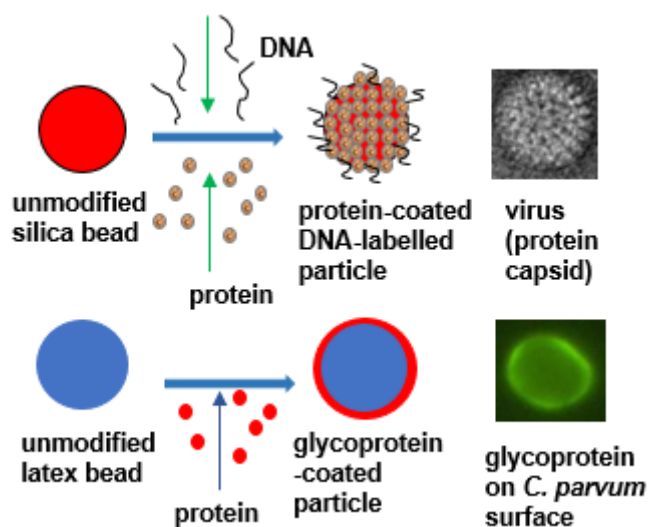 DNA
unmodified
silica bead
protein
protein-coated
DNA-labelled
particle
virus
(protein
capsid)
unmodified
latex bead
protein
glycoprotein
-coated
particle
glycoprotein
on C. parvum
surface